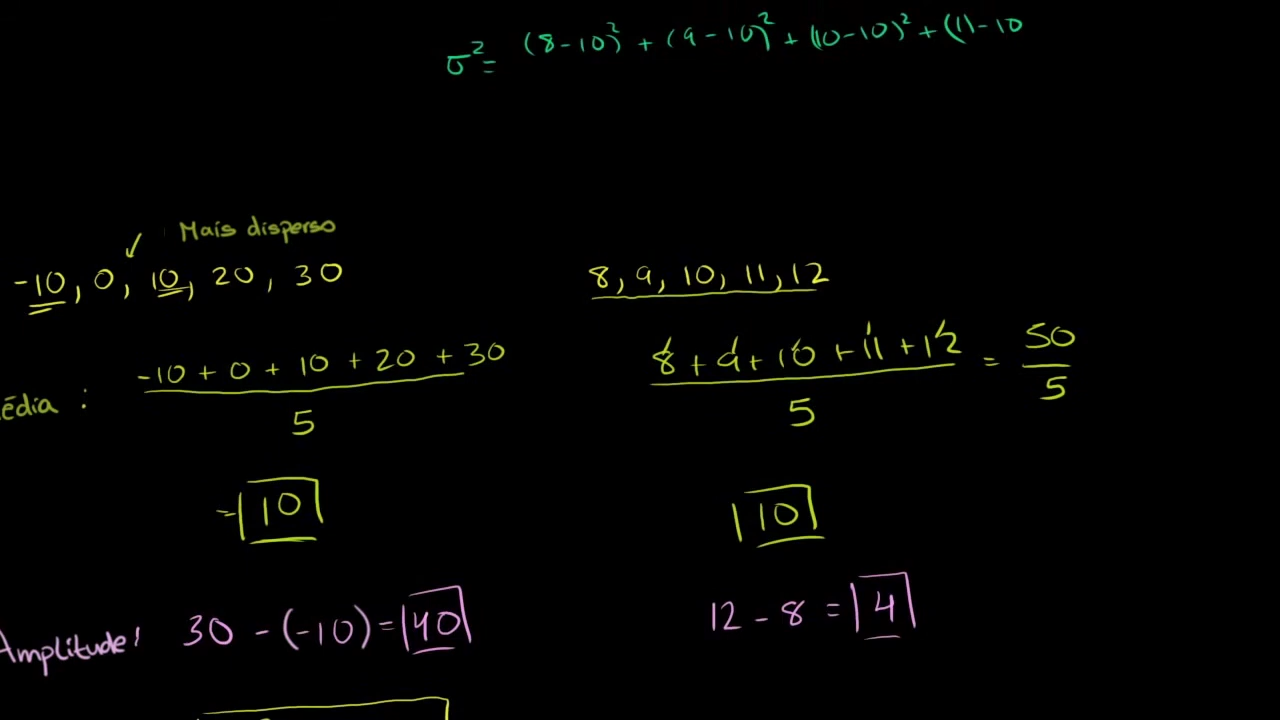 σ² = (8-10)² + (9-10)² + (10-10)² + (11-10
Mais disperso
-10, 0, 10, 20, 30
8, 9, 10, 11, 12
édia : -10 + 0 + 10 + 20 + 30
5
8 + 9 + 10 + 11 + 12
5
= 50
5
= 10
10
Amplitude: 30 - (-10) = 40
12 - 8 = 4